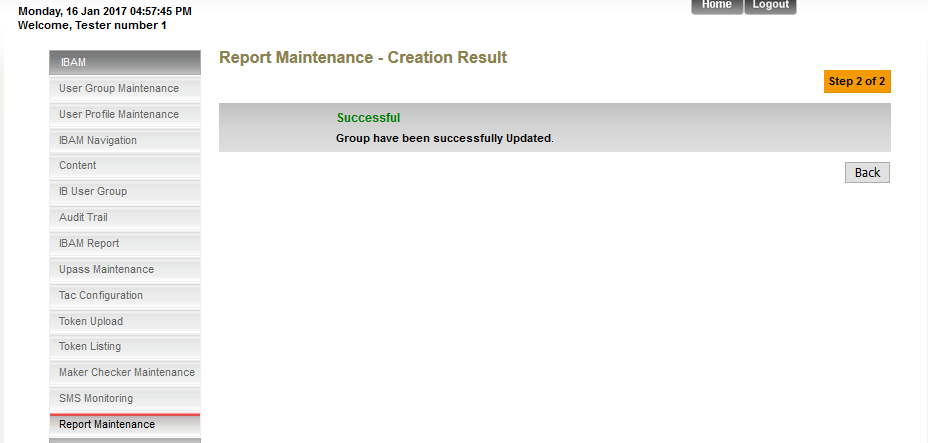 Monday, 16 Jan 2017 04:57:45 PM
Welcome, Tester number 1
Home
Logout
IBAM
User Group Maintenance
User Profile Maintenance
IBAM Navigation
Content
IB User Group
Audit Trail
IBAM Report
Upass Maintenance
Tac Configuration
Token Upload
Token Listing
Maker Checker Maintenance
SMS Monitoring
Report Maintenance
Report Maintenance - Creation Result
Step 2 of 2
Successful
Group have been successfully Updated.
Back